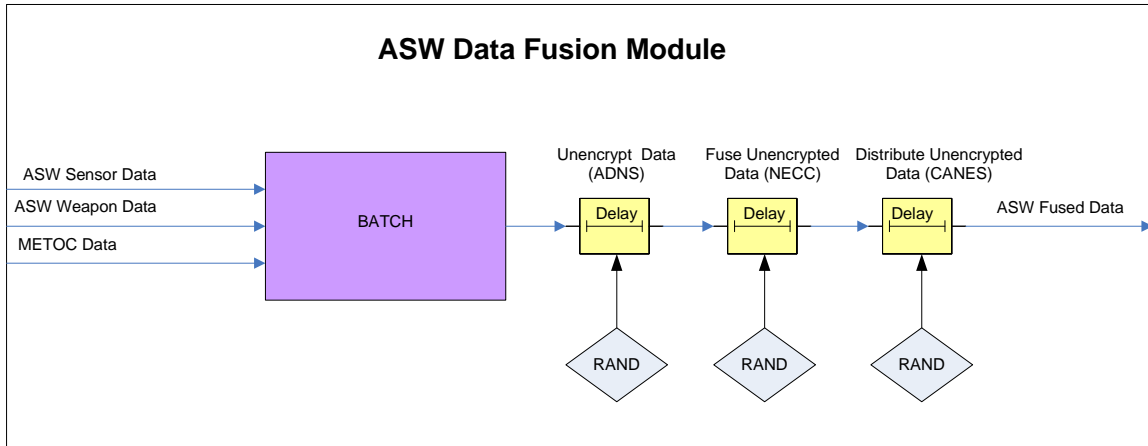 ASW Data Fusion Module
ASW Sensor Data
ASW Weapon Data
METOC Data
BATCH
Unencrypt Data
(ADNS)
Fuse Unencrypted
Data (NECC)
Distribute Unencrypted
Data (CANES)
Delay
Delay
Delay
ASW Fused Data
RAND
RAND
RAND